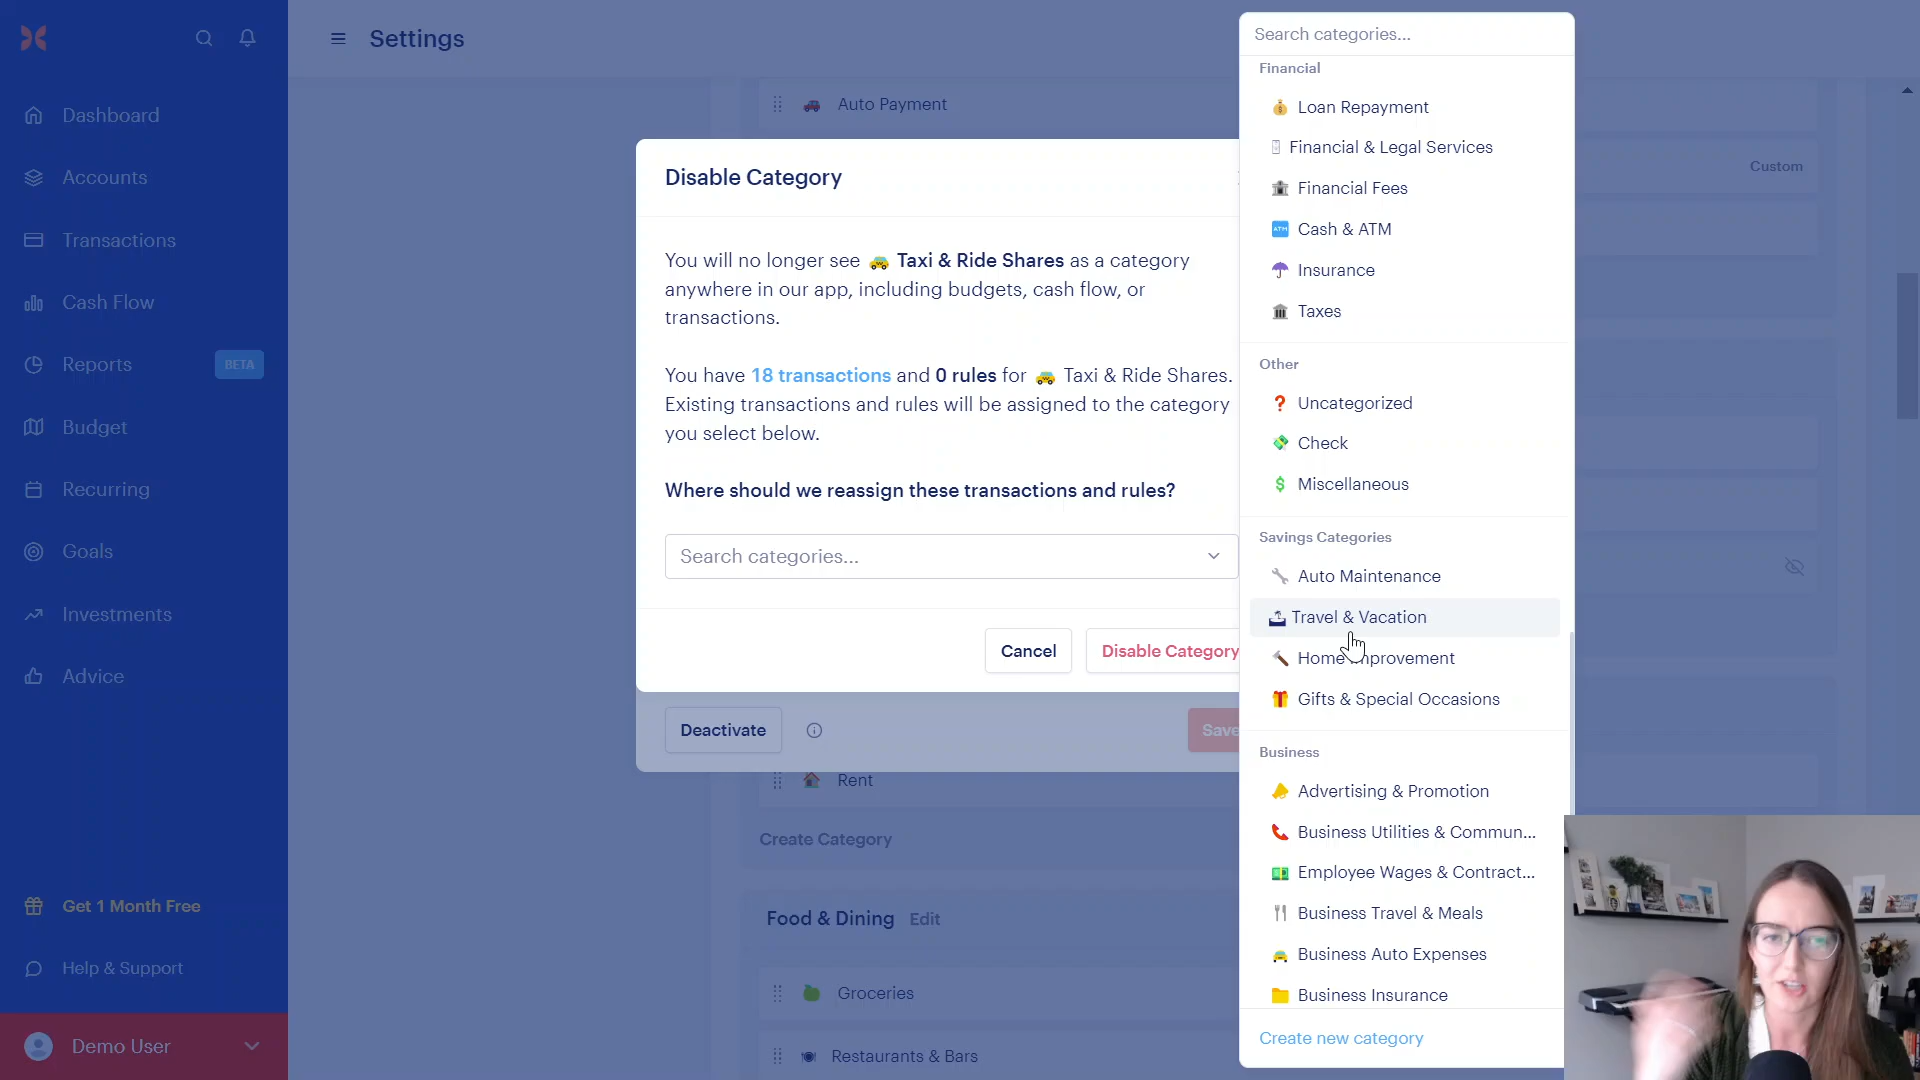 Dashboard
Accounts
Transactions
Cash Flow
Reports
BETA
Budget
Recurring
Goals
Investments
Advice
Get 1 Month Free
Help & Support
Demo User
Settings
Auto Payment
Custom
Disable Category
You will no longer see Taxi & Ride Shares as a category
anywhere in our app, including budgets, cash flow, or
transactions.
You have 18 transactions and 0 rules for Taxi & Ride Shares.
Existing transactions and rules will be assigned to the category
you select below.
Where should we reassign these transactions and rules?
Search categories...
Cancel
Disable Category
Deactivate
Save
Rent
Create Category
Food & Dining Edit
Groceries
Restaurants & Bars
Search categories...
Financial
Loan Repayment
Financial & Legal Services
Financial Fees
ATM
Cash & ATM
Insurance
Taxes
Other
Uncategorized
Check
Miscellaneous
Savings Categories
Auto Maintenance
Travel & Vacation
Home Improvement
Gifts & Special Occasions
Business
Advertising & Promotion
Business Utilities & Commun...
Employee Wages & Contract...
Business Travel & Meals
Business Auto Expenses
Business Insurance
Create new category